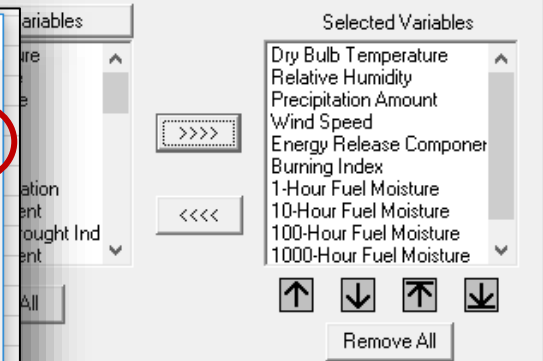 ariables
Selected Variables
ure
e
e
ation
ent
rought Ind
ent
All
>>>>
<<<<
Dry Bulb Temperature
Relative Humidity
Precipitation Amount
Wind Speed
Energy Release Componer
Burning Index
1-Hour Fuel Moisture
10-Hour Fuel Moisture
100-Hour Fuel Moisture
1000-Hour Fuel Moisture
Remove All